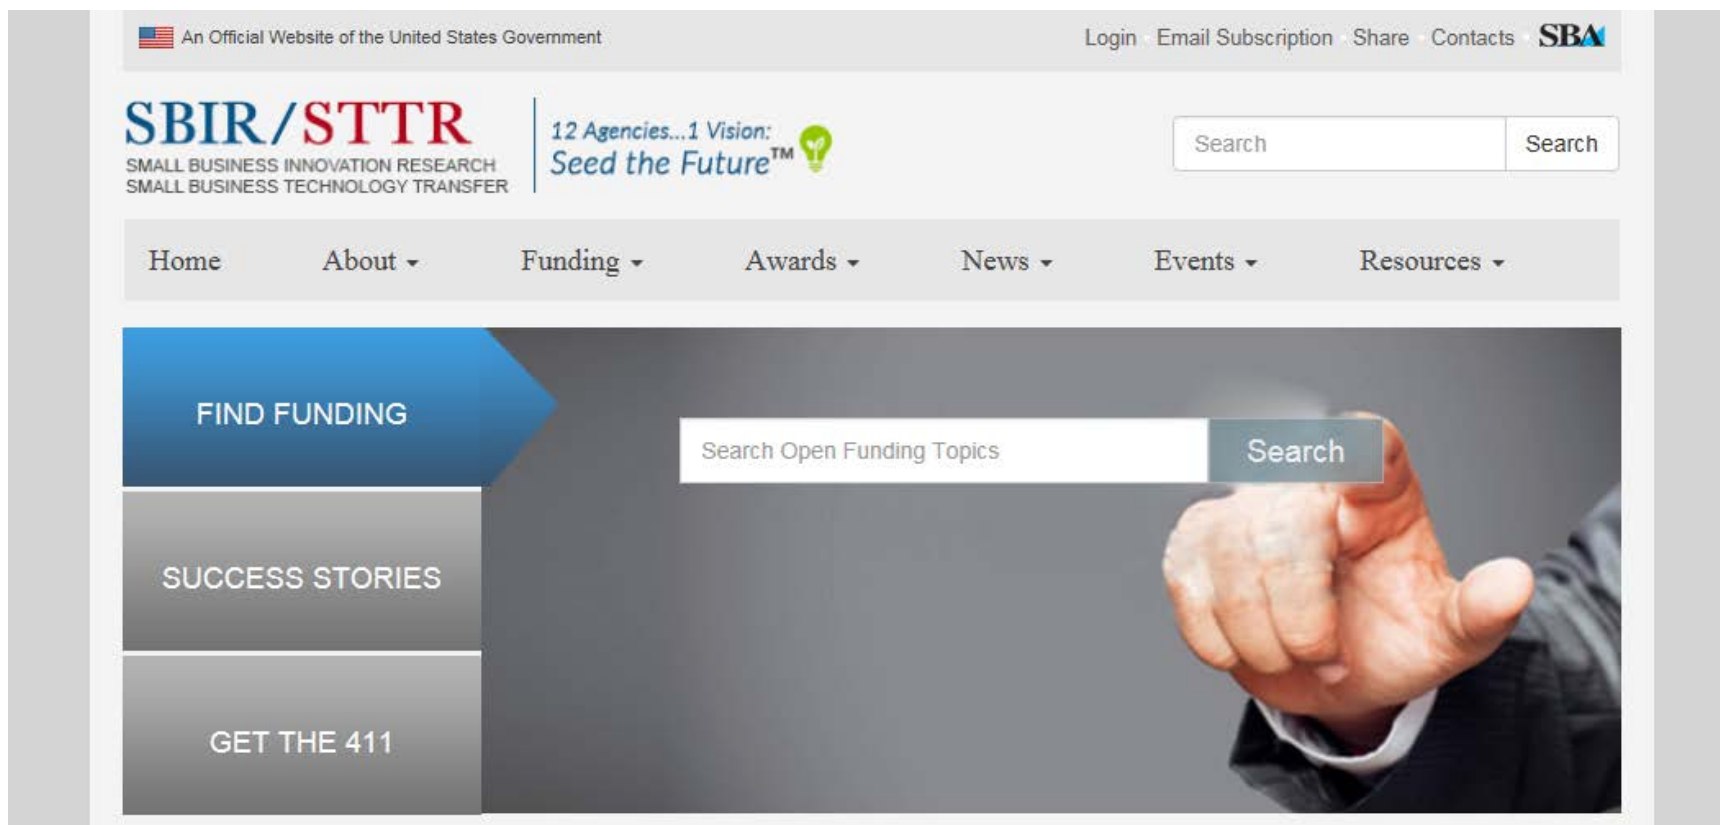 An Official Website of the United States Government
Login Email Subscription Share Contacts SBA
SBIR/STTR
SMALL BUSINESS INNOVATION RESEARCH
SMALL BUSINESS TECHNOLOGY TRANSFER
12 Agencies...1 Vision:
Seed the Future™
Search Search
Home About Funding Awards News Events Resources
FIND FUNDING
Search Open Funding Topics Search
SUCCESS STORIES
GET THE 411